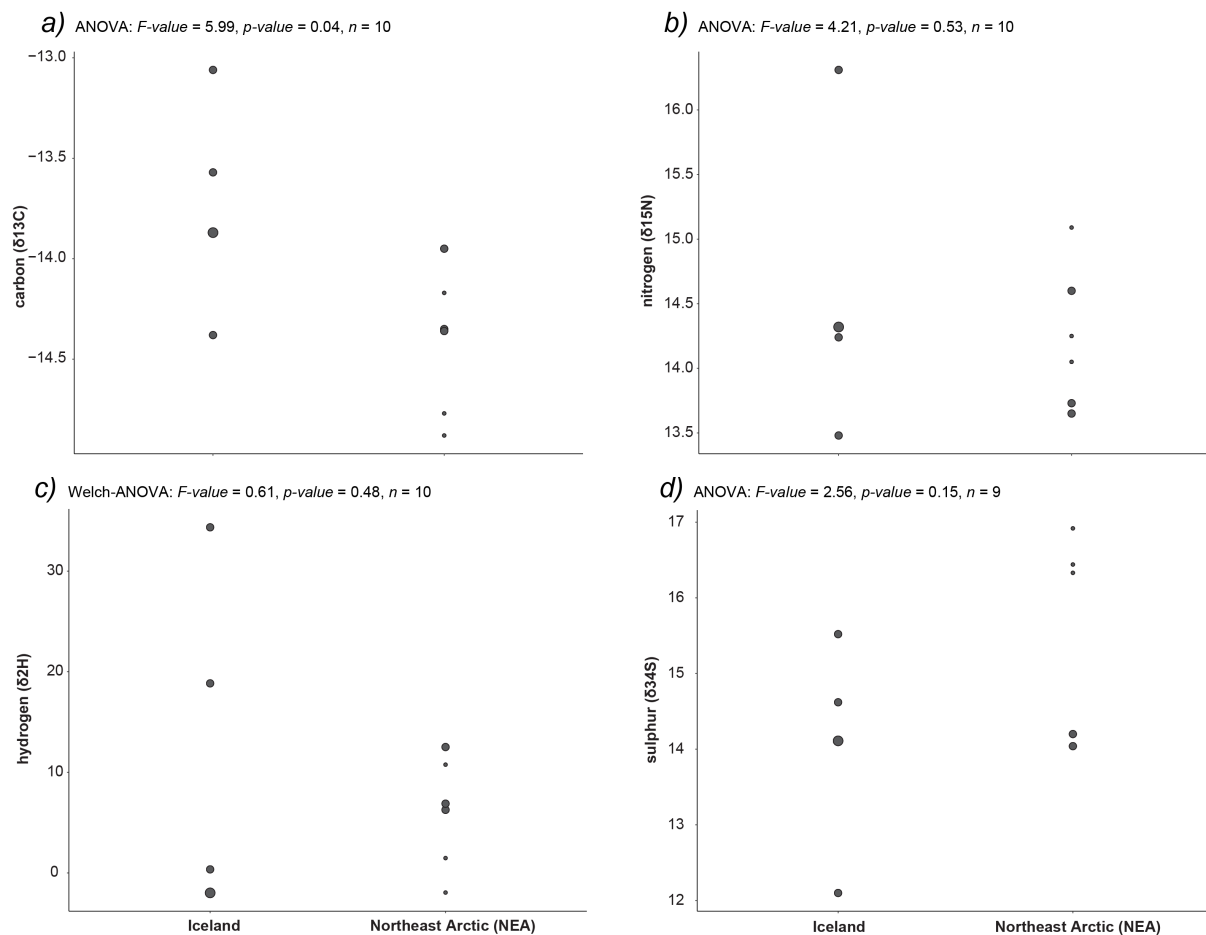 a) ANOVA: F-value = 5.99, p-value = 0.04, n = 10
−13.0
−13.5
−14.0
−14.5
carbon (δ13C)
b) ANOVA: F-value = 4.21, p-value = 0.53, n = 10
16.0
15.5
15.0
14.5
14.0
13.5
nitrogen (δ15N)
c) Welch-ANOVA: F-value = 0.61, p-value = 0.48, n = 10
30
20
10
0
hydrogen (δ2H)
Iceland Northeast Arctic (NEA)
d) ANOVA: F-value = 2.56, p-value = 0.15, n = 9
17
16
15
14
13
12
sulphur (δ34S)
Iceland Northeast Arctic (NEA)